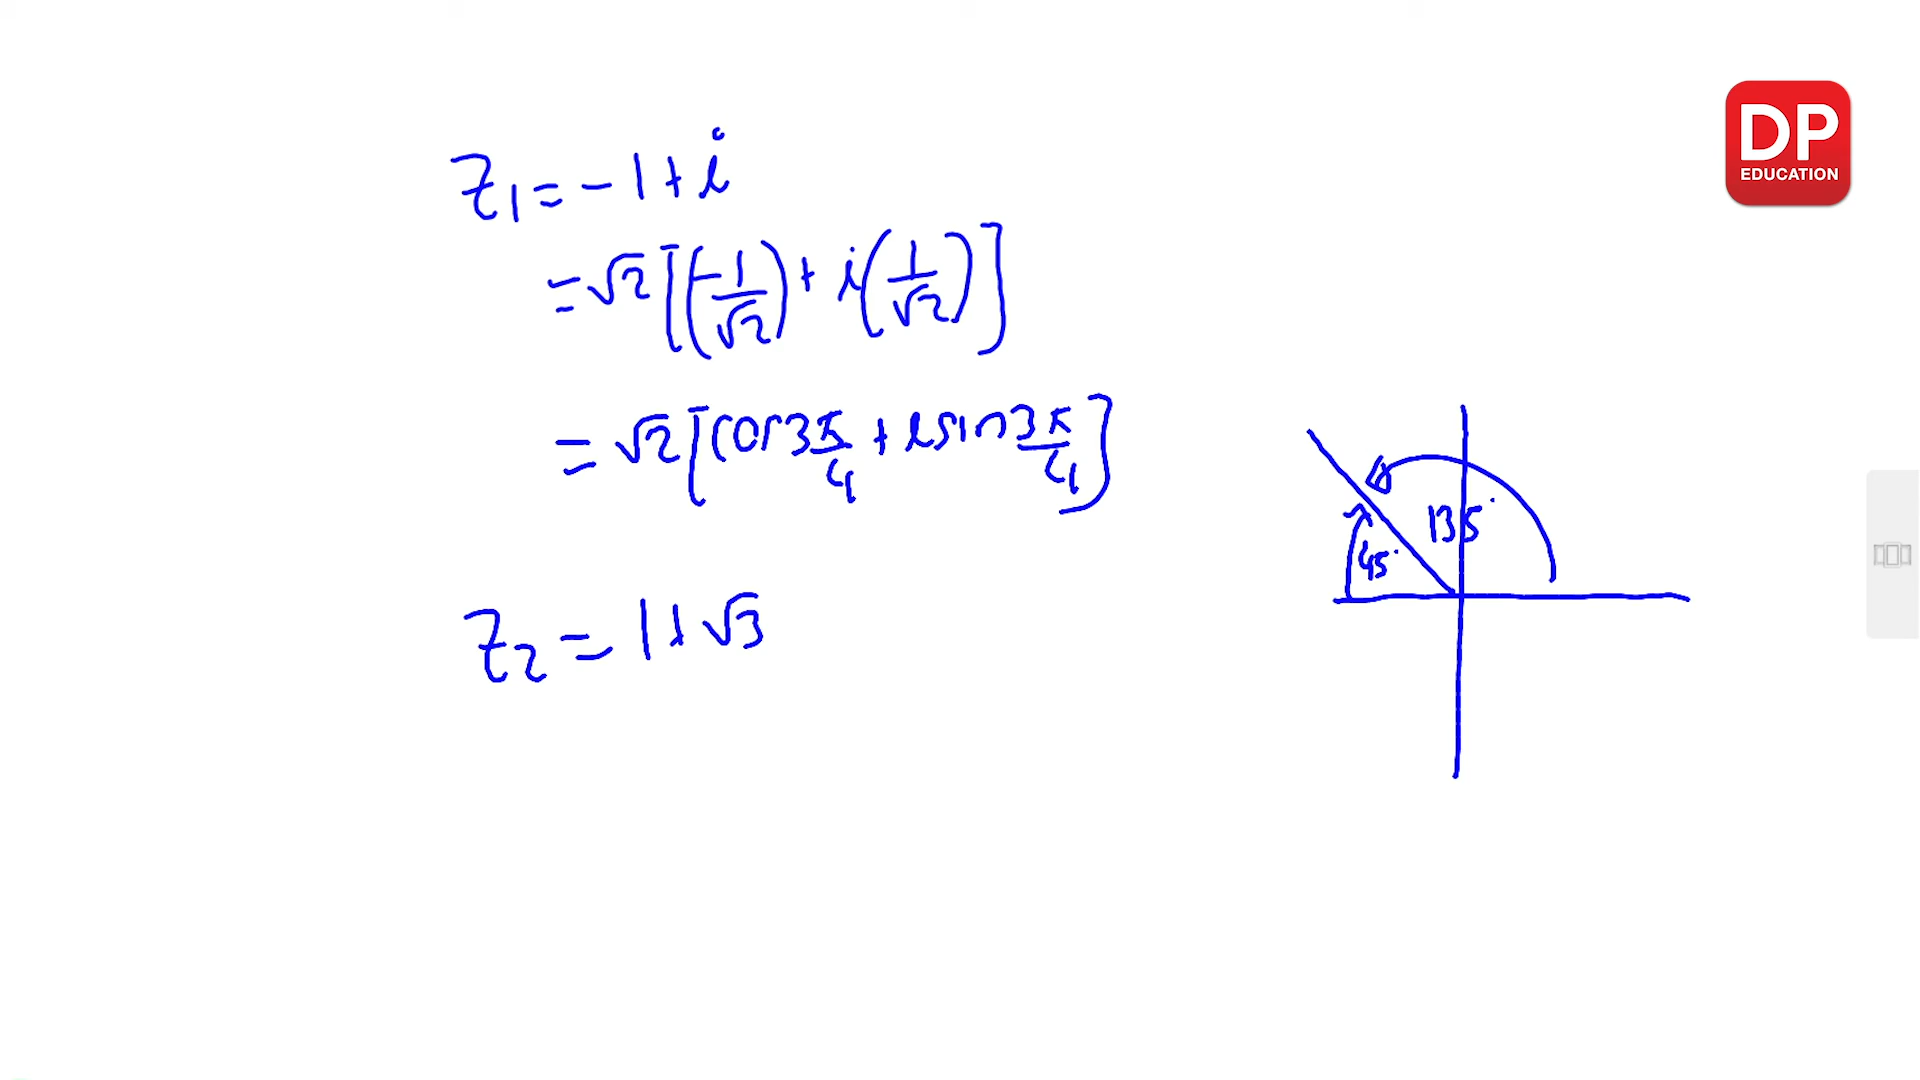 DP
EDUCATION
z₁ = -1 + i
= √2 [(-1/√2) + i(1/√2)]
= √2 [cos 3π/4 + i sin 3π/4]
135°
45°
z₂ = 1 + √3